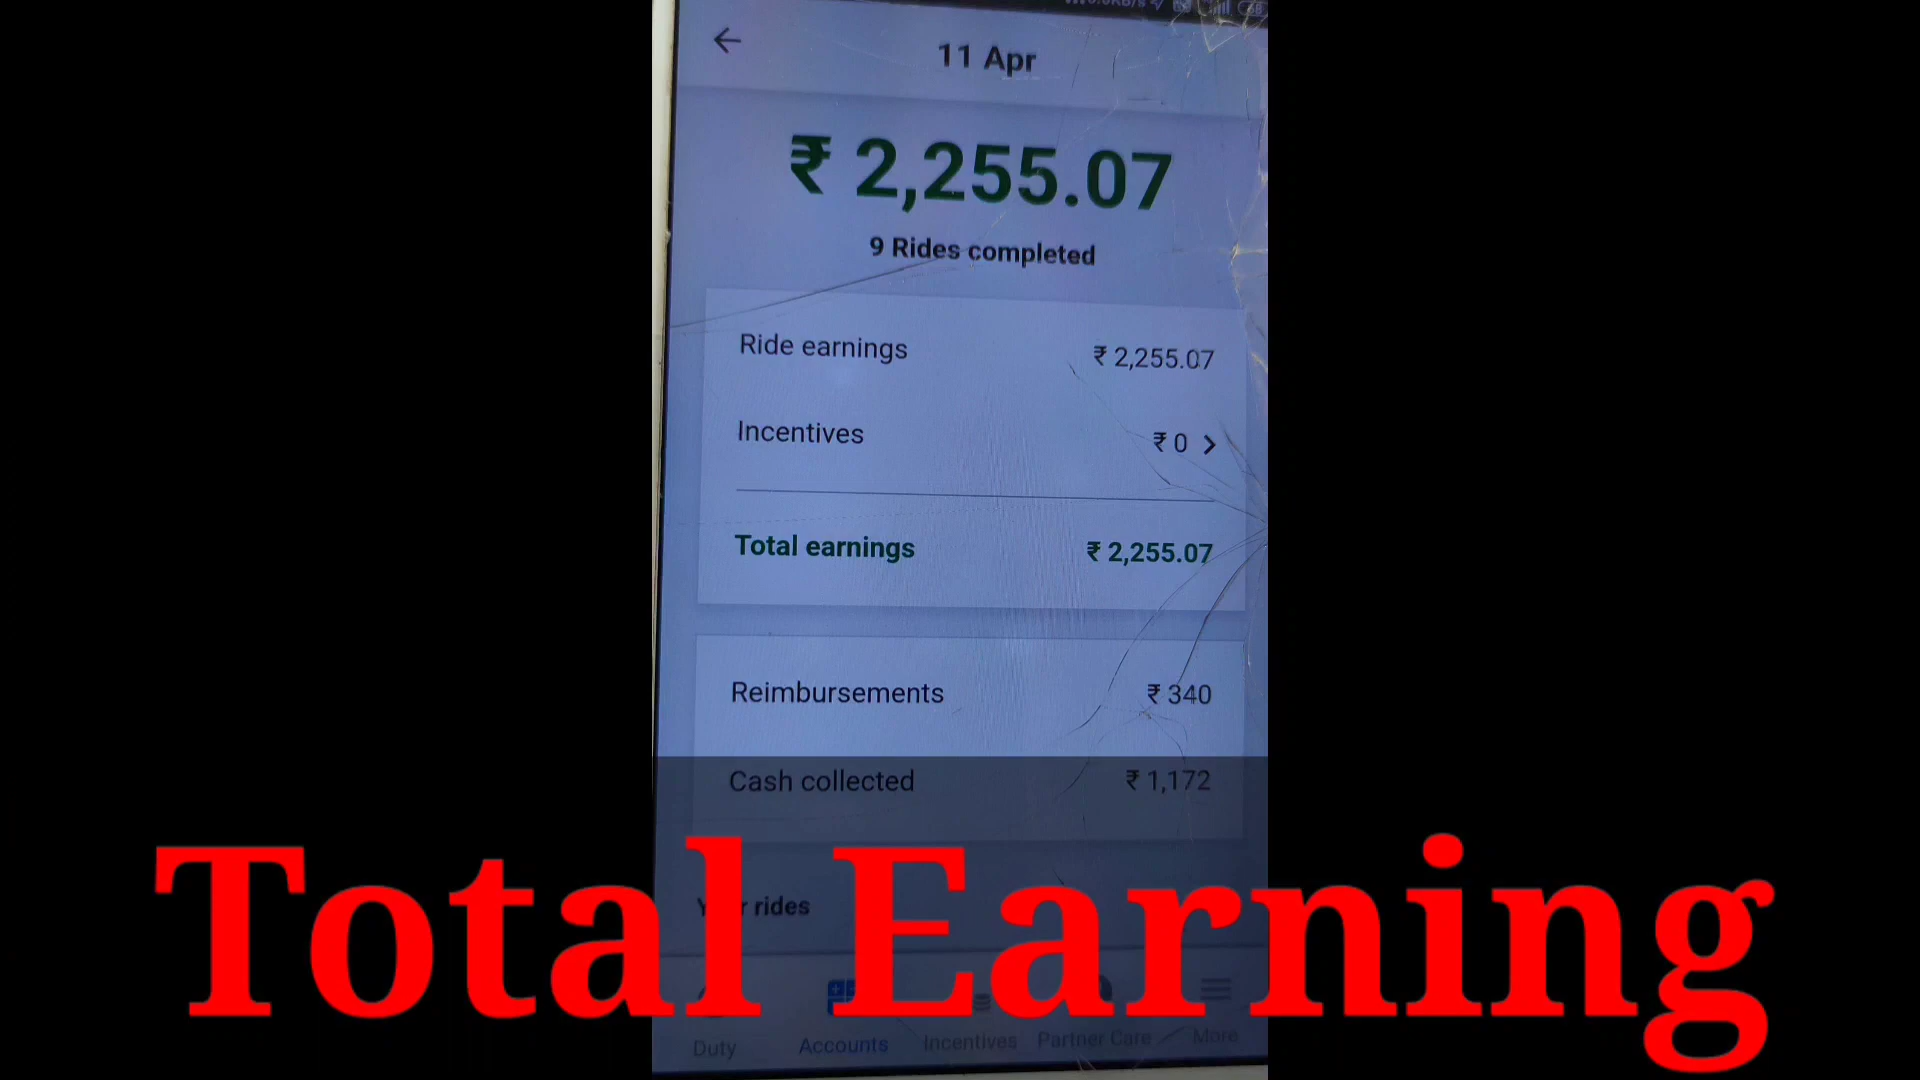 11 Apr
₹ 2,255.07
9 Rides completed
Ride earnings ₹ 2,255.07
Incentives ₹ 0
Total earnings ₹ 2,255.07
Reimbursements ₹ 340
Cash collected ₹ 1,172
rides
Total Earning
Duty Accounts Incentives Partner Care More